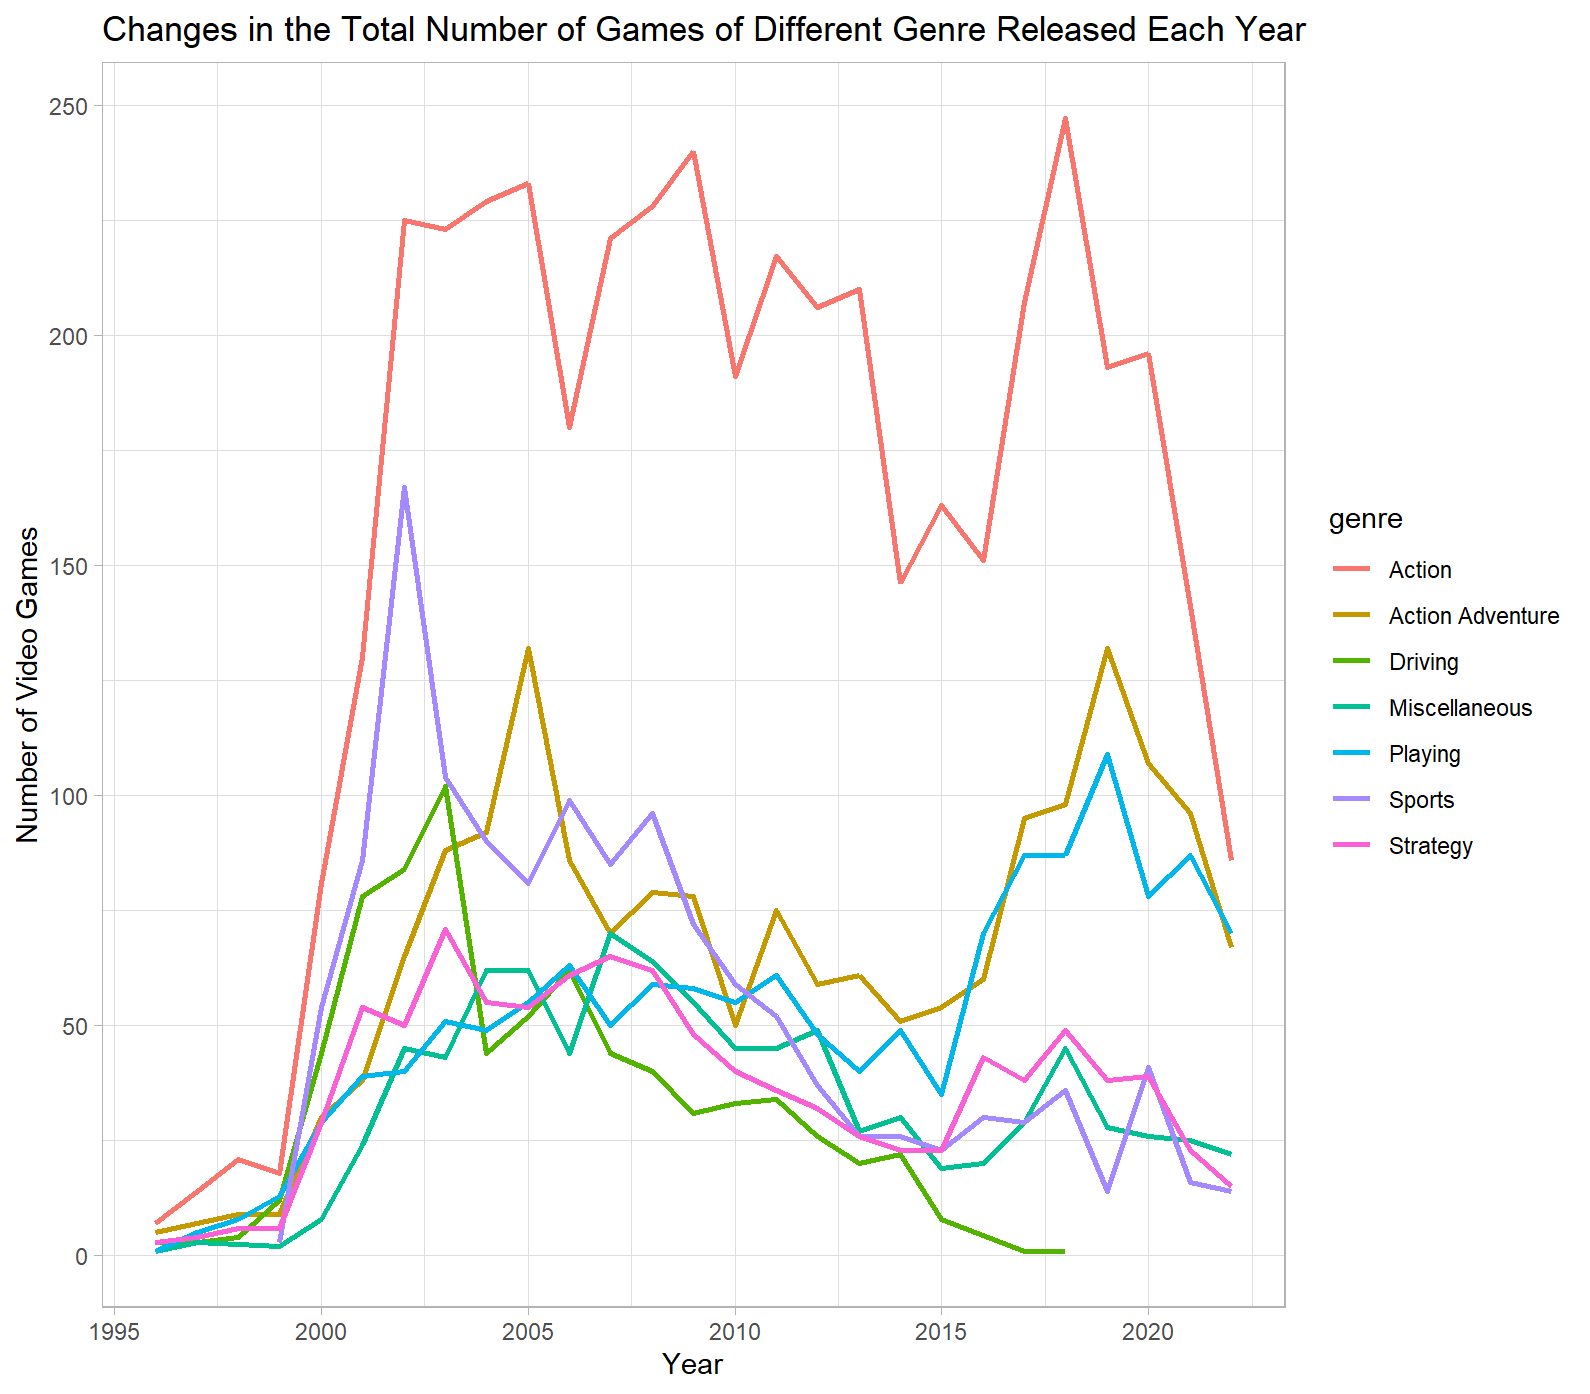 Changes in the Total Number of Games of Different Genre Released Each Year
250
200
150
100
50
0
Number of Video Games
1995
2000
2005
2010
2015
2020
Year
genre
Action
Action Adventure
Driving
Miscellaneous
Playing
Sports
Strategy